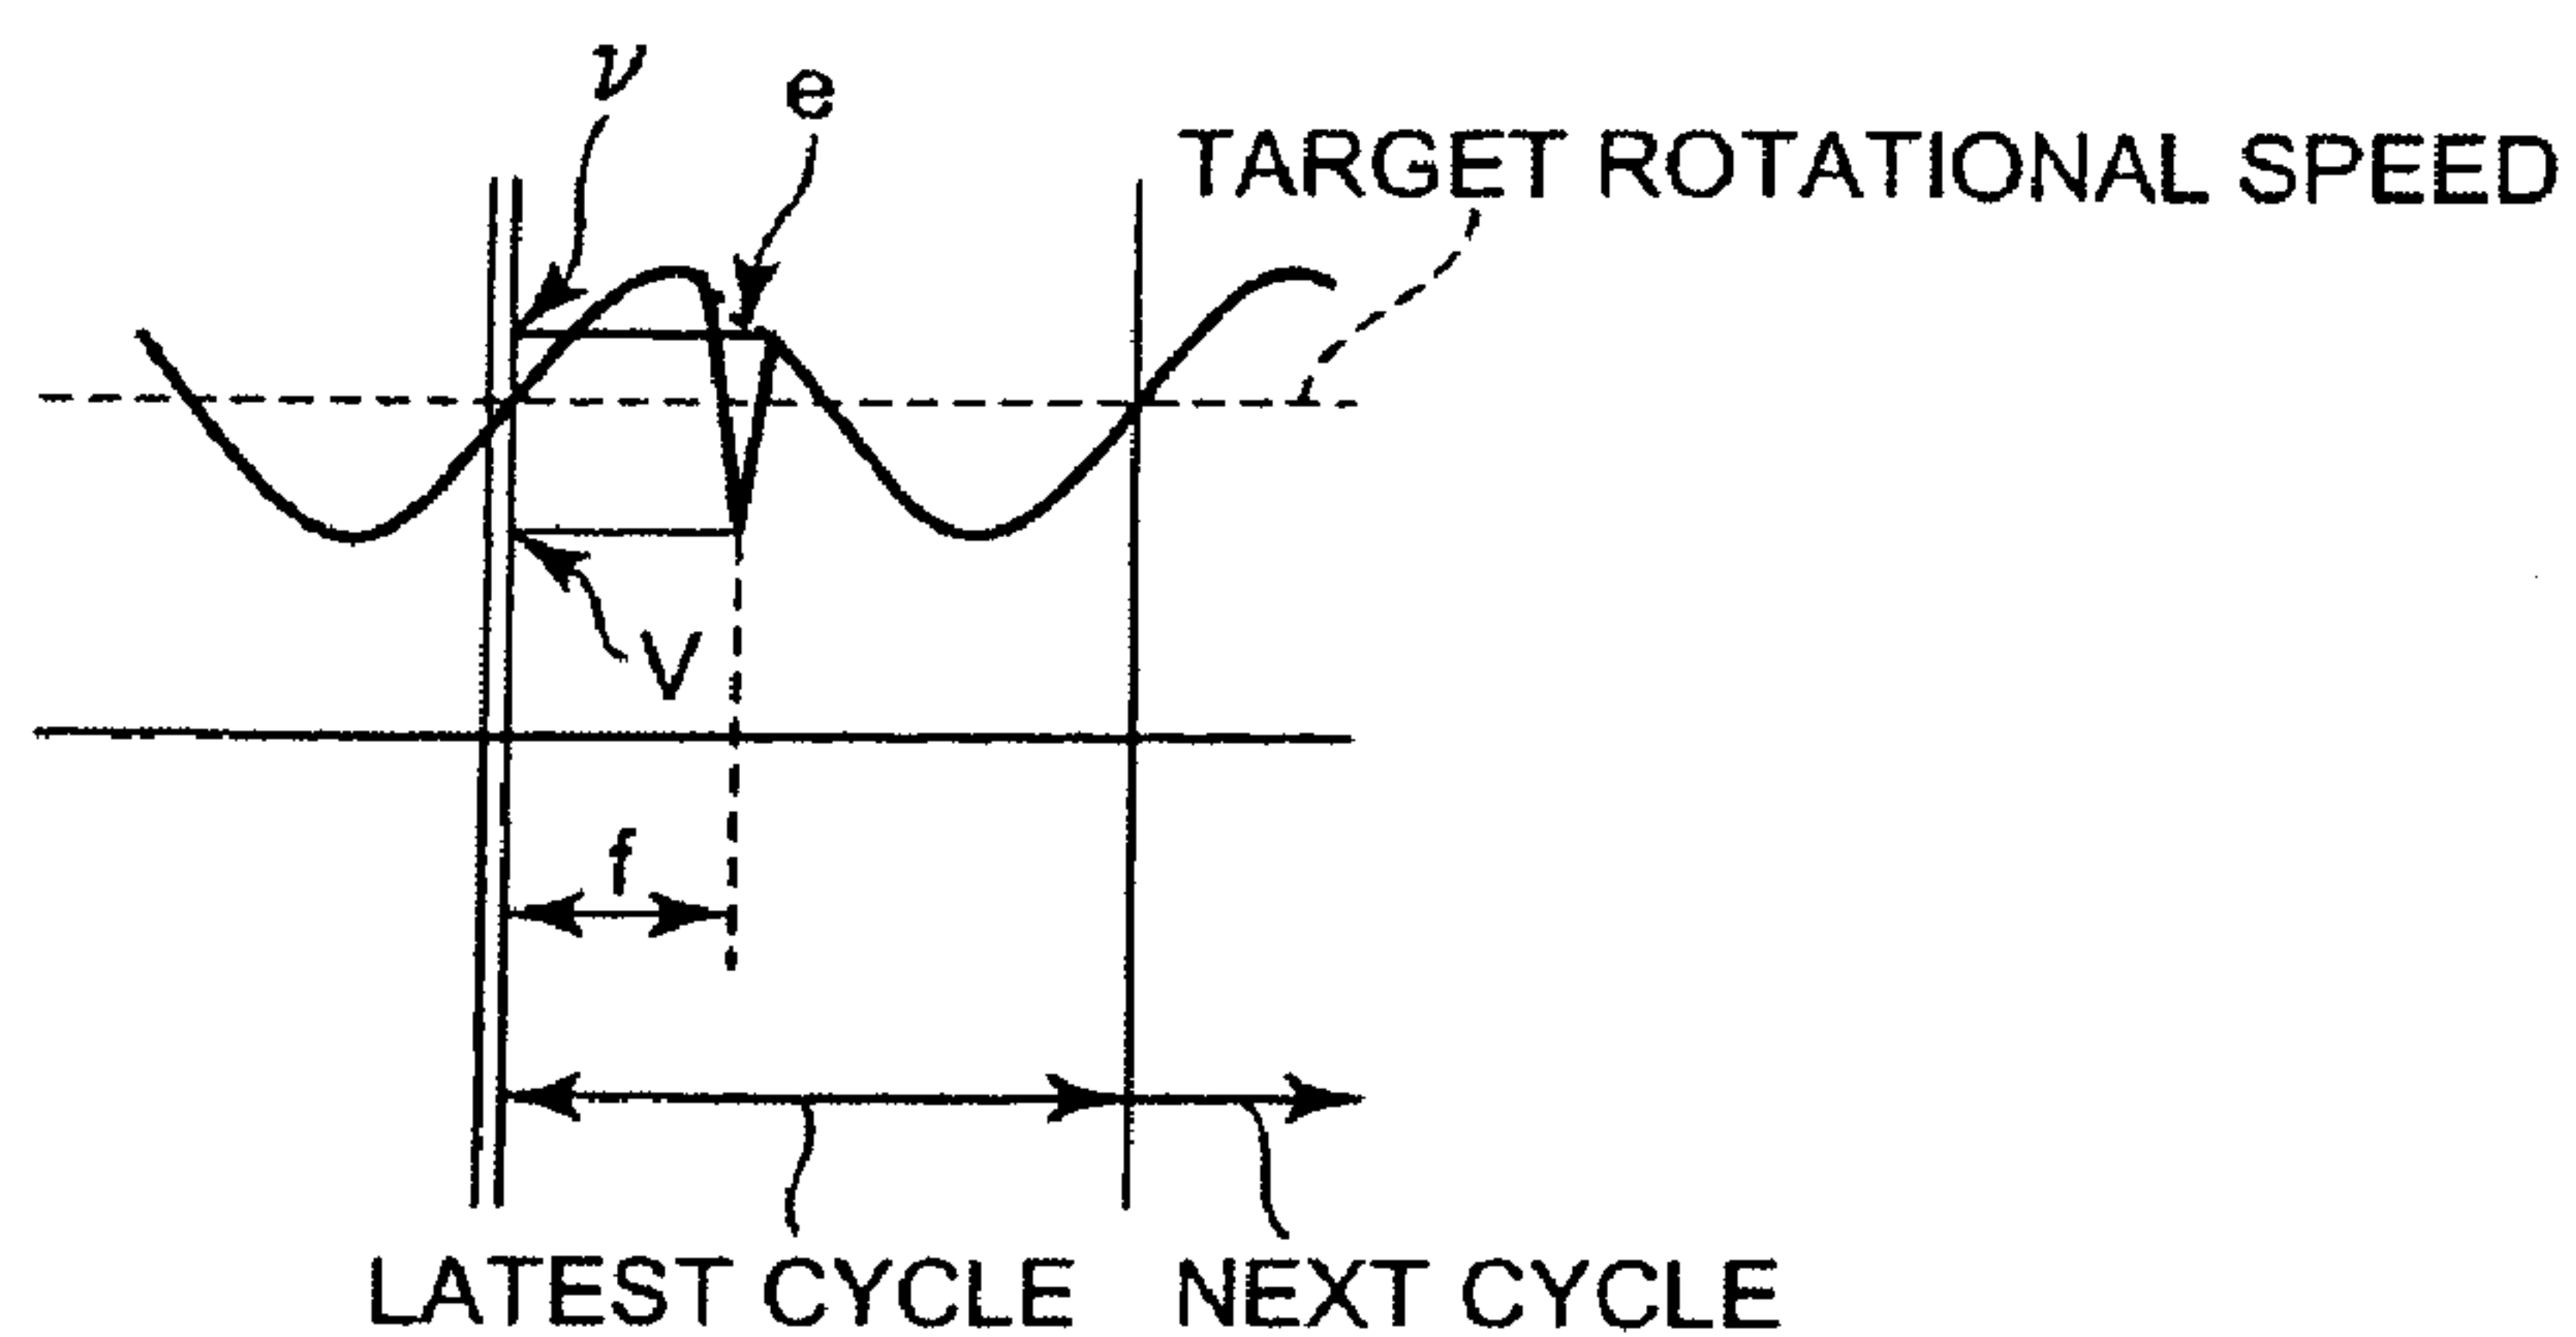 ν
e
TARGET ROTATIONAL SPEED
V
f
LATEST CYCLE
NEXT CYCLE